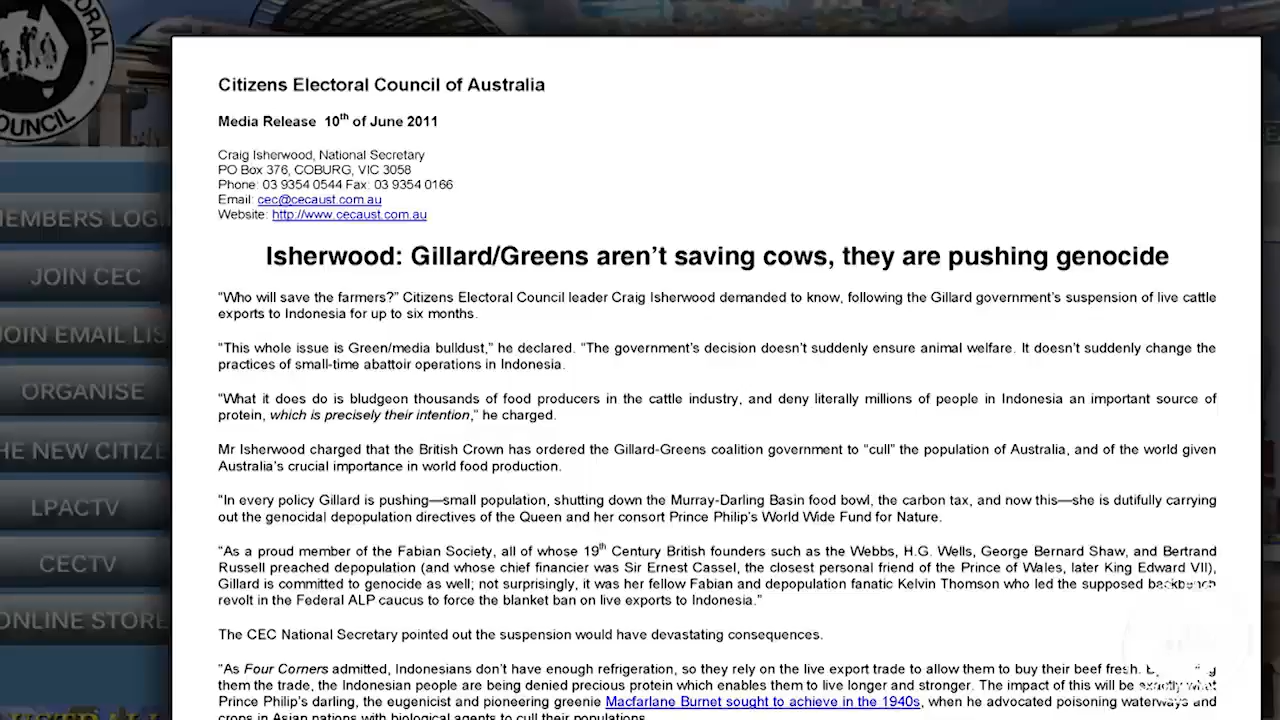 ORAL
COUNCIL
MEMBERS LOG
JOIN CEC
JOIN EMAIL LIS
ORGANISE
THE NEW CITIZE
LPACTV
CECTV
ONLINE STORE
Citizens Electoral Council of Australia
Media Release 10th of June 2011
Craig Isherwood, National Secretary
PO Box 376, COBURG, VIC 3058
Phone: 03 9354 0544 Fax: 03 9354 0166
Email: cec@cecaust.com.au
Website: http://www.cecaust.com.au
Isherwood: Gillard/Greens aren’t saving cows, they are pushing genocide
“Who will save the farmers?” Citizens Electoral Council leader Craig Isherwood demanded to know, following the Gillard government’s suspension of live cattle
exports to Indonesia for up to six months.
“This whole issue is Green/media bulldust,” he declared. “The government’s decision doesn’t suddenly ensure animal welfare. It doesn’t suddenly change the
practices of small-time abattoir operations in Indonesia.
“What it does do is bludgeon thousands of food producers in the cattle industry, and deny literally millions of people in Indonesia an important source of
protein, which is precisely their intention,” he charged.
Mr Isherwood charged that the British Crown has ordered the Gillard-Greens coalition government to “cull” the population of Australia, and of the world given
Australia’s crucial importance in world food production.
“In every policy Gillard is pushing—small population, shutting down the Murray-Darling Basin food bowl, the carbon tax, and now this—she is dutifully carrying
out the genocidal depopulation directives of the Queen and her consort Prince Philip’s World Wide Fund for Nature.
“As a proud member of the Fabian Society, all of whose 19th Century British founders such as the Webbs, H.G. Wells, George Bernard Shaw, and Bertrand
Russell preached depopulation (and whose chief financier was Sir Ernest Cassel, the closest personal friend of the Prince of Wales, later King Edward VII),
Gillard is committed to genocide as well; not surprisingly, it was her fellow Fabian and depopulation fanatic Kelvin Thomson who led the supposed backbench
revolt in the Federal ALP caucus to force the blanket ban on live exports to Indonesia.”
The CEC National Secretary pointed out the suspension would have devastating consequences.
“As Four Corners admitted, Indonesians don’t have enough refrigeration, so they rely on the live export trade to allow them to buy their beef fresh.
them the trade, the Indonesian people are being denied precious protein which enables them to live longer and stronger. The impact of this will be
Prince Philip’s darling, the eugenicist and pioneering greenie Macfarlane Burnet sought to achieve in the 1940s, when he advocated poisoning waterways and
crops in Asian nations with biological agents to cull their populations.